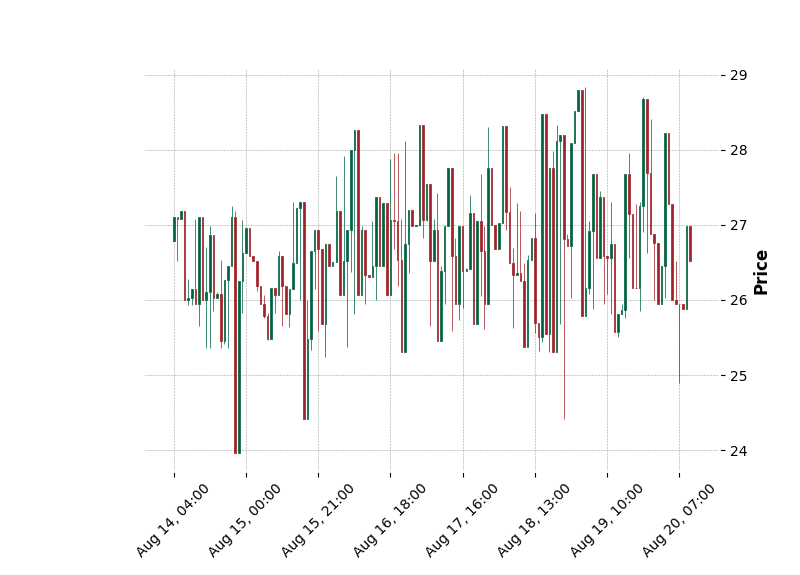 29
28
27
26
25
24
Price
Aug 14, 04:00
Aug 15, 00:00
Aug 15, 21:00
Aug 16, 18:00
Aug 17, 16:00
Aug 18, 13:00
Aug 19, 10:00
Aug 20, 07:00